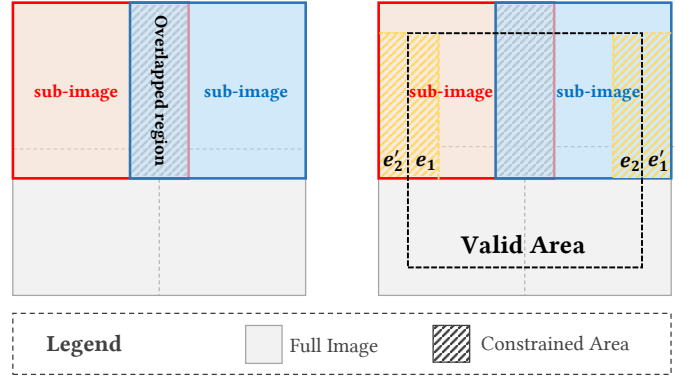 sub-image
Overlapped region
sub-image
sub-image
sub-image
e′₂ e₁
e₂ e′₁
Valid Area
Legend
Full Image
Constrained Area